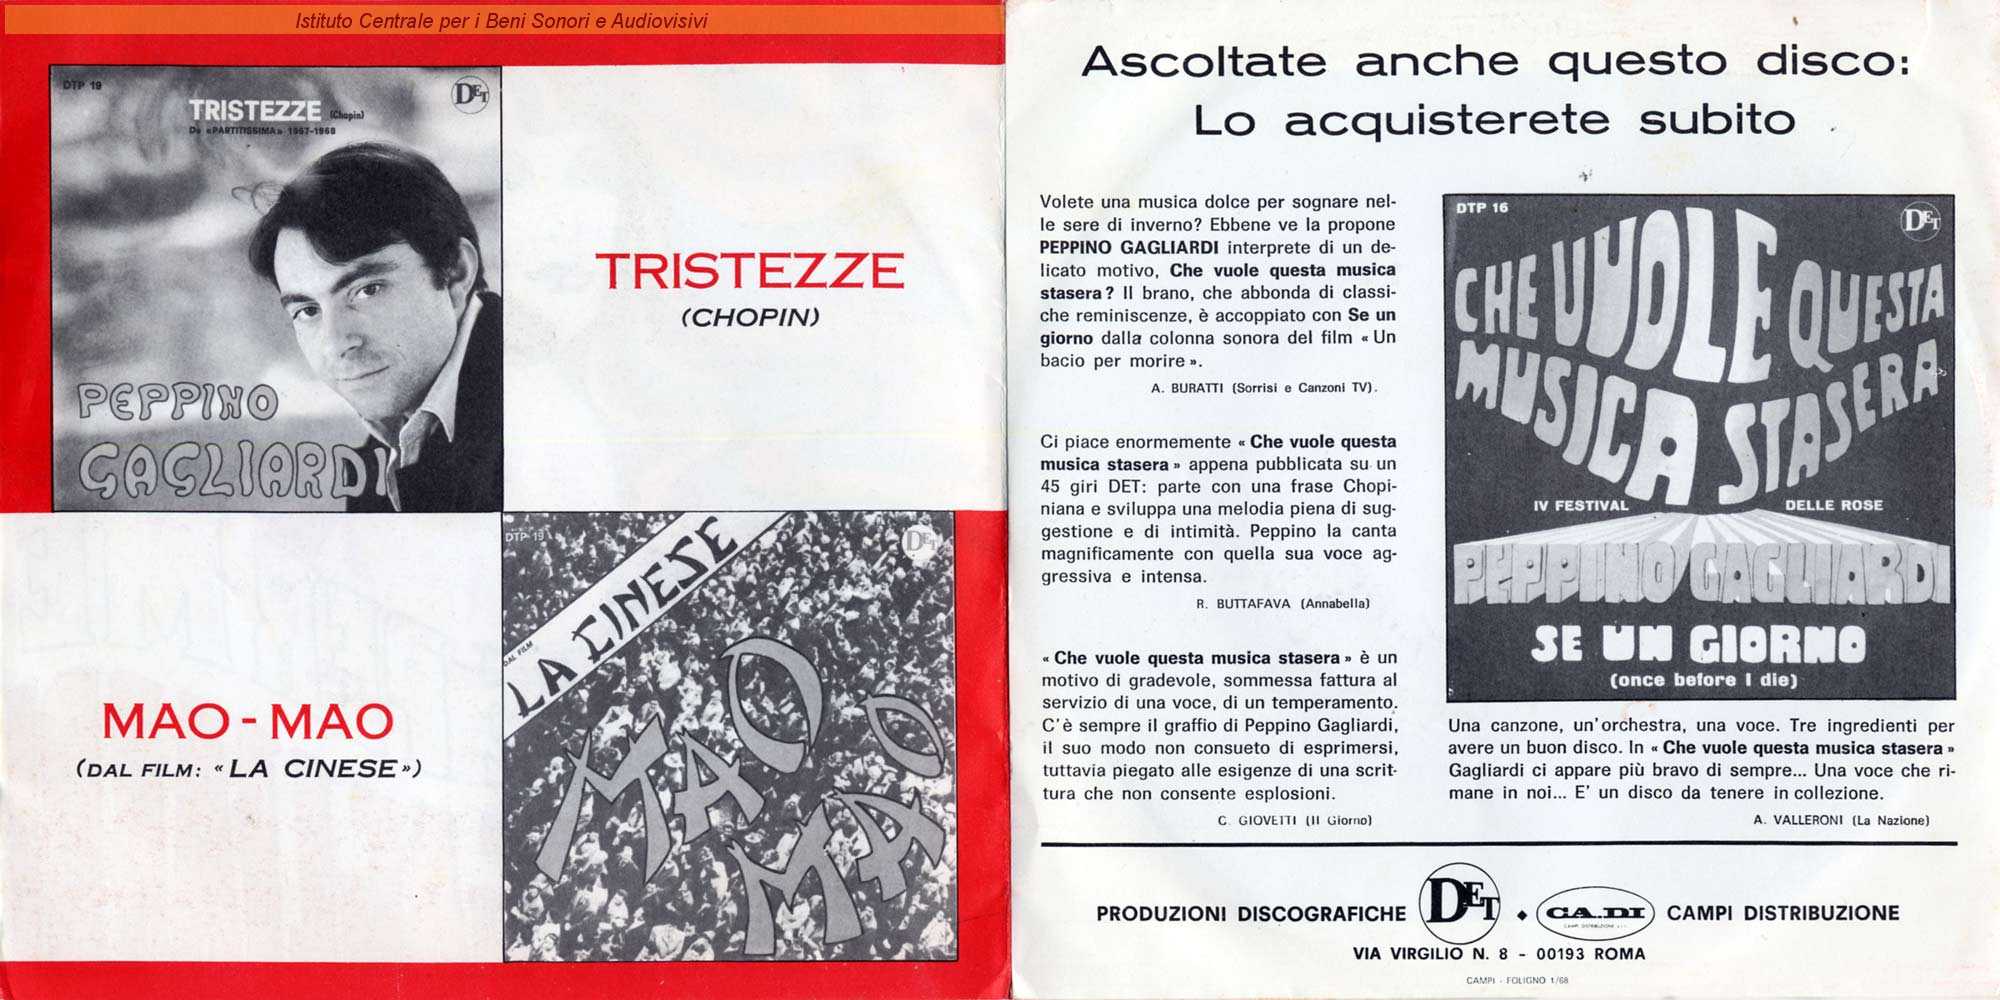 Istituto Centrale per i Beni Sonori e Audiovisivi
DTP 19
DET
TRISTEZZE (Chopin)
Da «PARTITISSIMA» 1967-1968
PEPPINO
GAGLIARDI
TRISTEZZE
(CHOPIN)
MAO - MAO
(DAL FILM: « LA CINESE »)
DTP 19
DET
DAL FILM
LA CINESE
MAO
MAO
Ascoltate anche questo disco:
Lo acquisterete subito
Volete una musica dolce per sognare nel-
le sere di inverno? Ebbene ve la propone
PEPPINO GAGLIARDI interprete di un de-
licato motivo, Che vuole questa musica
stasera? Il brano, che abbonda di classi-
che reminiscenze, è accoppiato con Se un
giorno dalla colonna sonora del film « Un
bacio per morire ».
A. BURATTI (Sorrisi e Canzoni TV).
Ci piace enormemente « Che vuole questa
musica stasera » appena pubblicata su un
45 giri DET: parte con una frase Chopi-
niana e sviluppa una melodia piena di sug-
gestione e di intimità. Peppino la canta
magnificamente con quella sua voce ag-
gressiva e intensa.
R. BUTTAFAVA (Annabella)
« Che vuole questa musica stasera » è un
motivo di gradevole, sommessa fattura al
servizio di una voce, di un temperamento.
C'è sempre il graffio di Peppino Gagliardi,
il suo modo non consueto di esprimersi,
tuttavia piegato alle esigenze di una scrit-
tura che non consente esplosioni.
C. GIOVETTI (Il Giorno)
DTP 16
DET
CHE VUOLE QUESTA
MUSICA STASERA
IV FESTIVAL DELLE ROSE
PEPPINO GAGLIARDI
SE UN GIORNO
(once before I die)
Una canzone, un'orchestra, una voce. Tre ingredienti per
avere un buon disco. In « Che vuole questa musica stasera »
Gagliardi ci appare più bravo di sempre... Una voce che ri-
mane in noi... E' un disco da tenere in collezione.
A. VALLERONI (La Nazione)
PRODUZIONI DISCOGRAFICHE DET ◆ CA.DI CAMPI DISTRIBUZIONE
VIA VIRGILIO N. 8 - 00193 ROMA
CAMPI - FOLIGNO 1/68